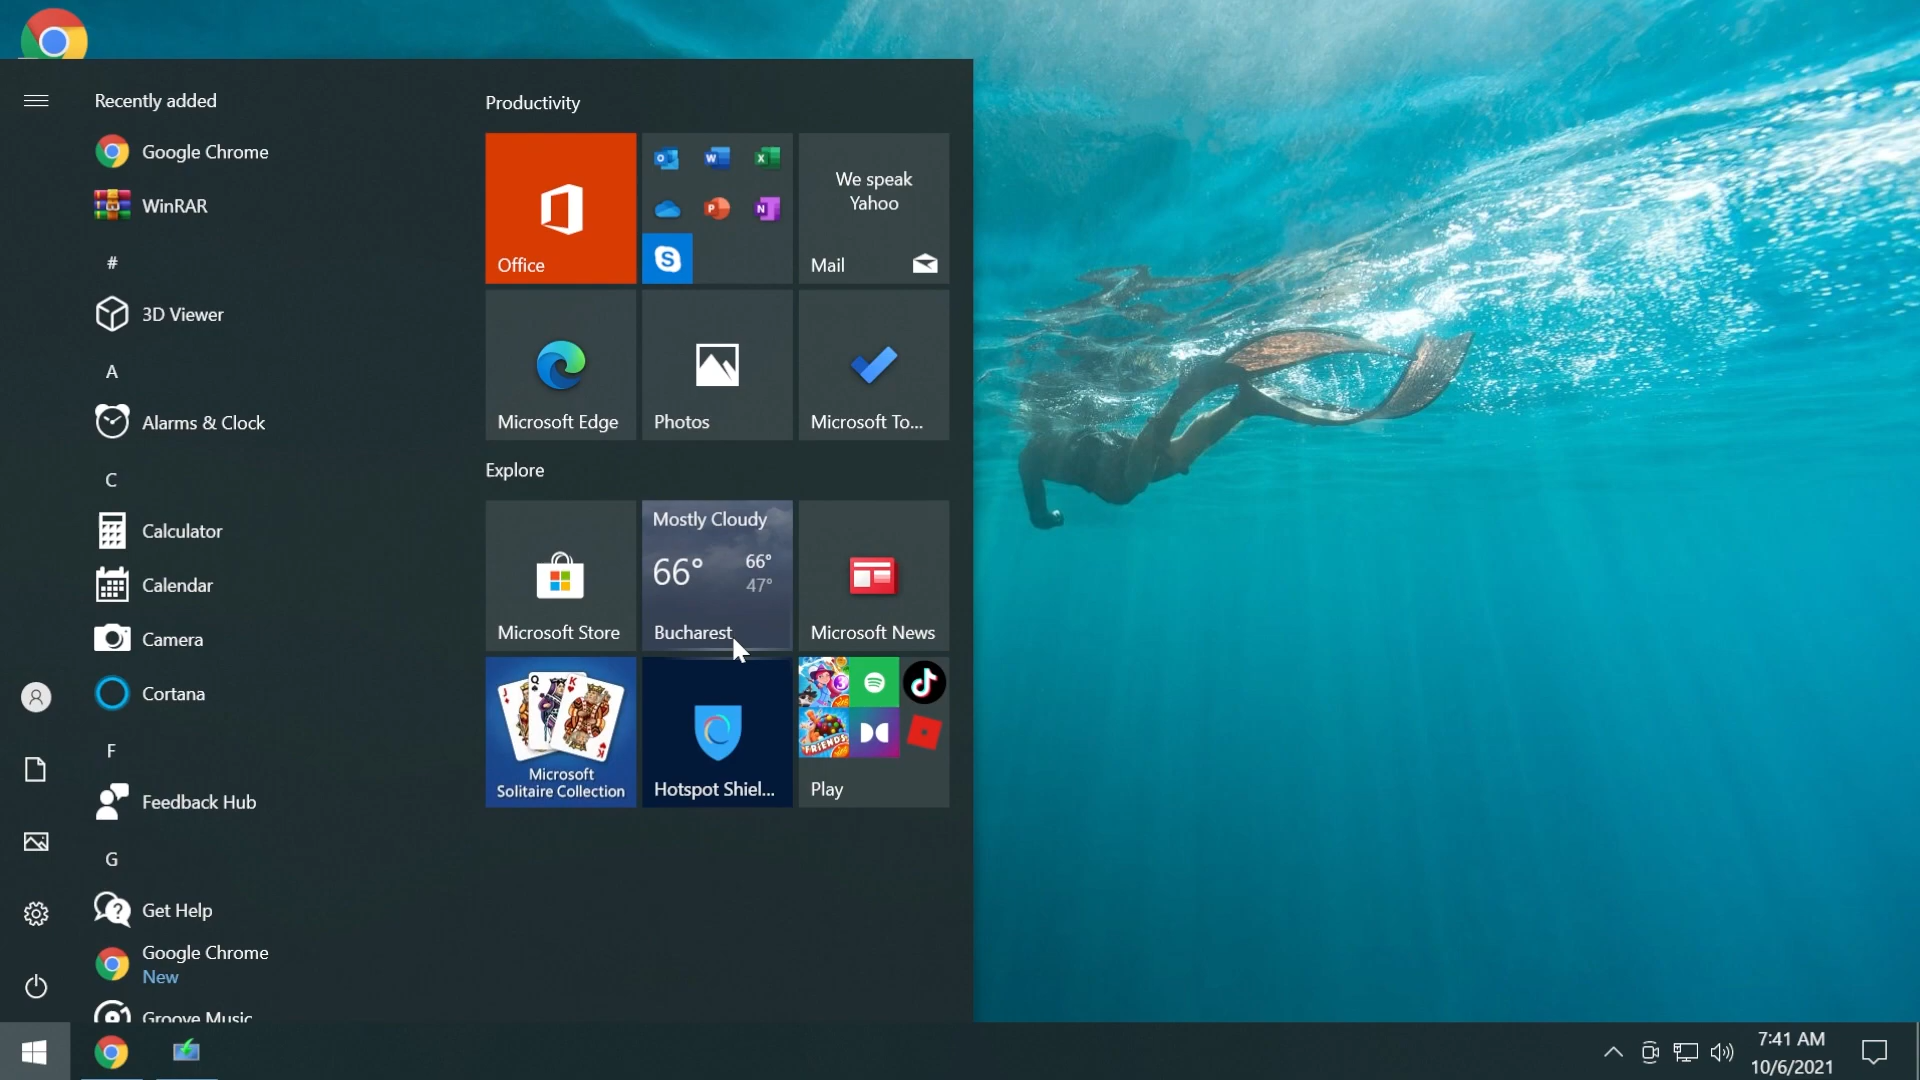 Recently added
Google Chrome
WinRAR
#
3D Viewer
A
Alarms & Clock
C
Calculator
Calendar
Camera
Cortana
F
Feedback Hub
G
Get Help
Google Chrome
New
Groove Music
Productivity
Office
We speak
Yahoo
Mail
Microsoft Edge
Photos
Microsoft To...
Explore
Microsoft Store
Mostly Cloudy
66°
66°
47°
Bucharest
Microsoft News
Microsoft
Solitaire Collection
Hotspot Shiel...
FRIENDS
Play
7:41 AM
10/6/2021